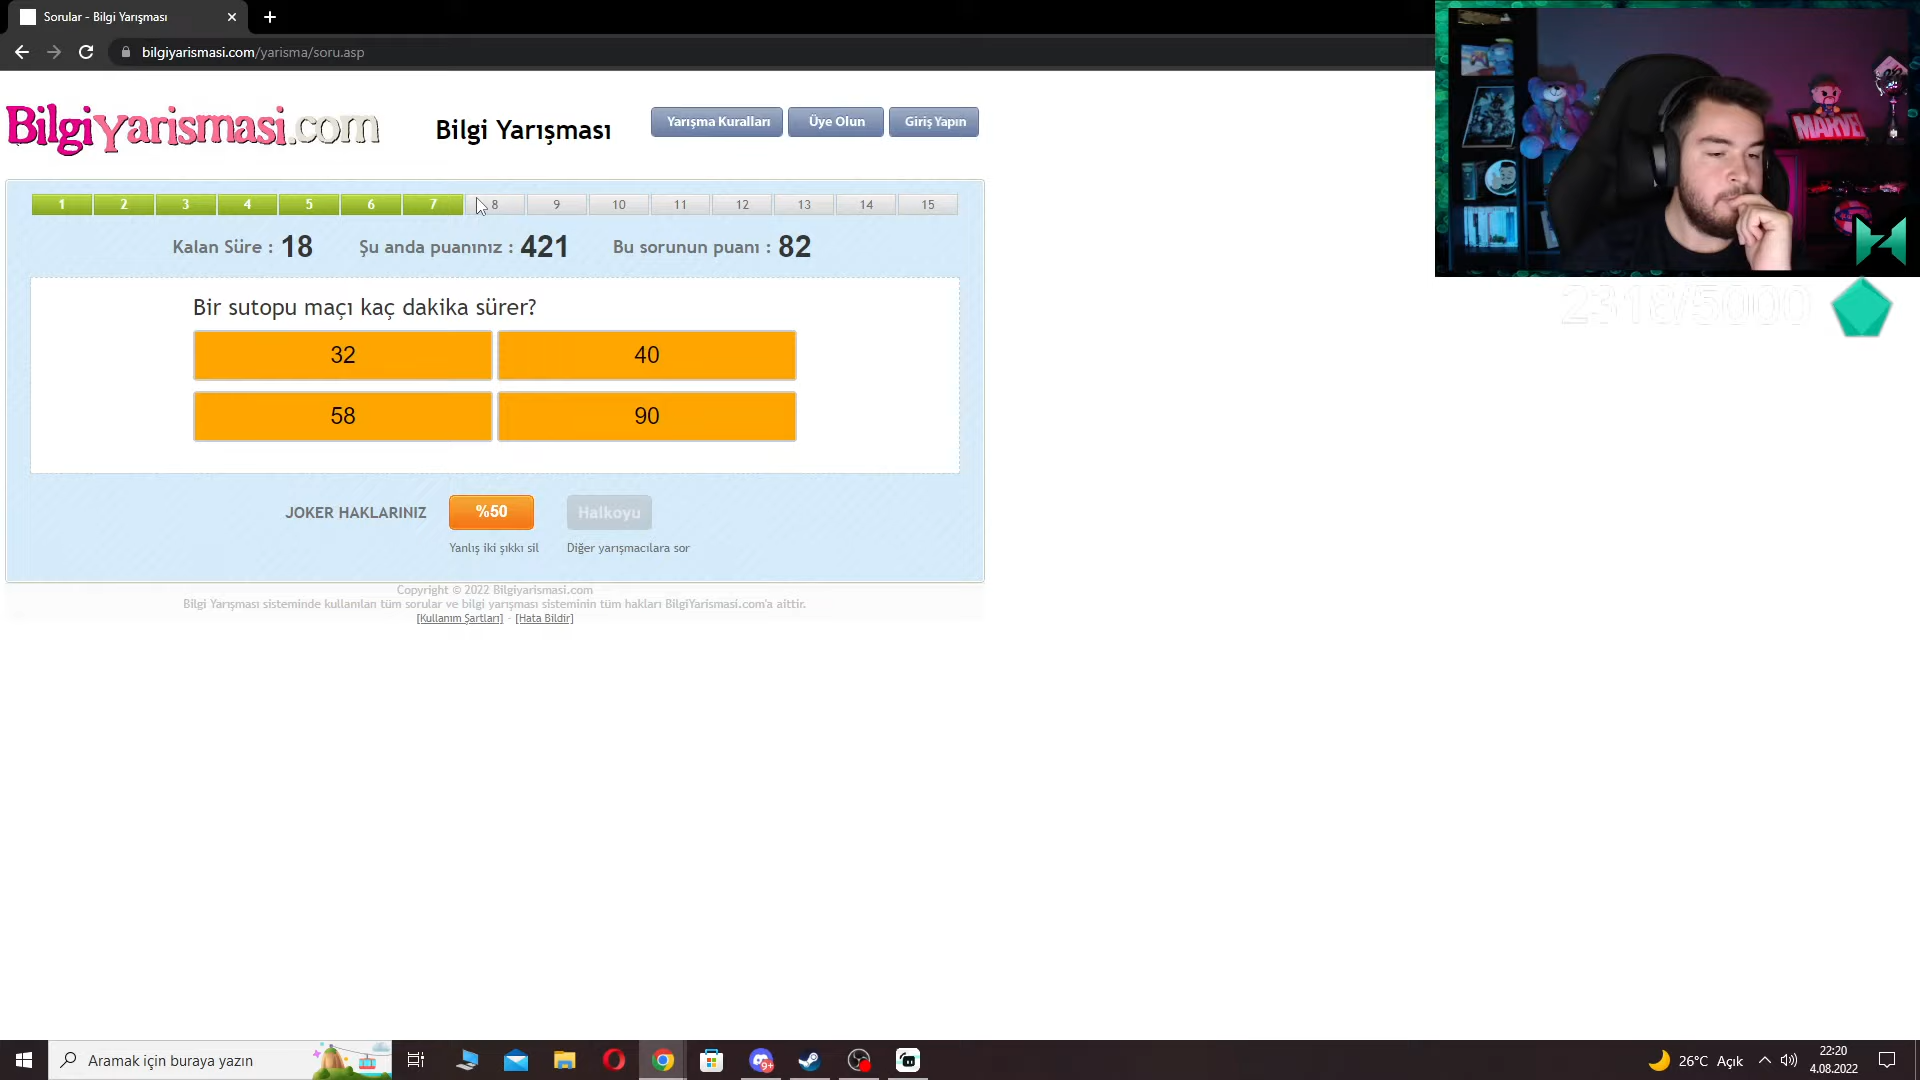 Sorular - Bilgi Yarışması
bilgiyarismasi.com/yarisma/soru.asp
Bilgiyarismasi.com
Bilgi Yarışması
Yarışma Kuralları
Üye Olun
Giriş Yapın
1 2 3 4 5 6 7 8 9 10 11 12 13 14 15
Kalan Süre : 18 Şu anda puanınız : 421 Bu sorunun puanı : 82
Bir sutopu maçı kaç dakika sürer?
32
40
58
90
JOKER HAKLARINIZ
%50
Halkoyu
Yanlış iki şıkkı sil
Diğer yarışmacılara sor
Copyright © 2022 Bilgiyarismasi.com
Bilgi Yarışması sisteminde kullanılan tüm sorular ve bilgi yarışması sisteminin tüm hakları BilgiYarismasi.com'a aittir.
[Kullanım Şartları] - [Hata Bildir]
MARVEL
2318/5000
Aramak için buraya yazın
9+
26°C Açık
22:20
4.08.2022